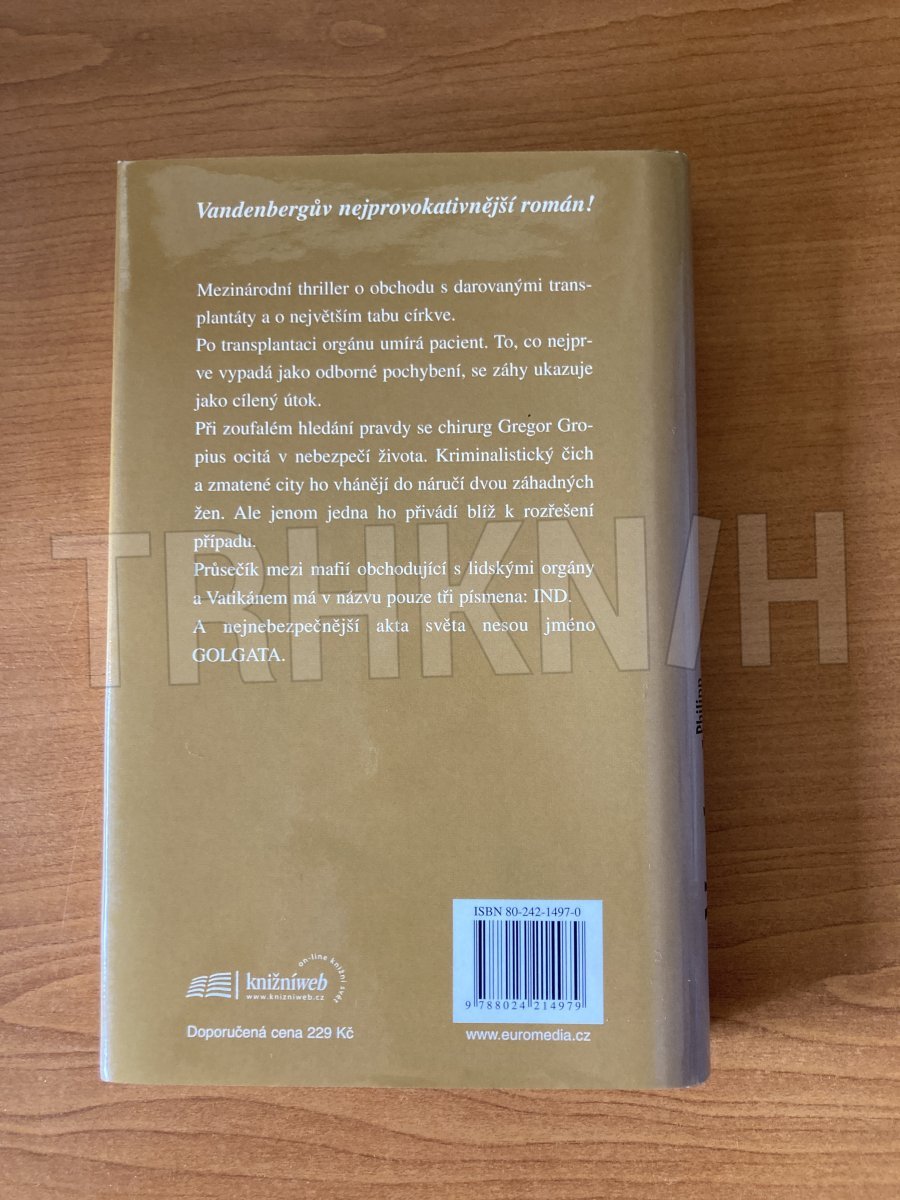 Vandenbergův nejprovokativnější román!
Mezinárodní thriller o obchodu s darovanými trans-
plantáty a o největším tabu církve.
Po transplantaci orgánu umírá pacient. To, co nejpr-
ve vypadá jako odborné pochybení, se záhy ukazuje
jako cílený útok.
Při zoufalém hledání pravdy se chirurg Gregor Gro-
pius ocitá v nebezpečí života. Kriminalistický čich
a zmatené city ho vhánějí do náručí dvou záhadných
žen. Ale jenom jedna ho přivádí blíž k rozřešení
případu.
Průsečík mezi mafií obchodující s lidskými orgány
a Vatikánem má v názvu pouze tři písmena: IND.
A nejnebezpečnější akta světa nesou jméno
GOLGATA.
TRHKNIH
Philipp
ISBN 80-242-1497-0
9 788024 214979
on-line knižní svět
knižníweb
www.knizniweb.cz
Doporučená cena 229 Kč
www.euromedia.cz